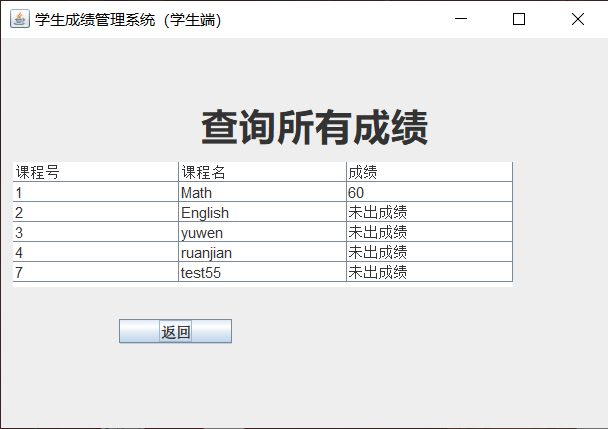 学生成绩管理系统（学生端）
查询所有成绩
课程号 课程名 成绩
1 Math 60
2 English 未出成绩
3 yuwen 未出成绩
4 ruanjian 未出成绩
7 test55 未出成绩
返回